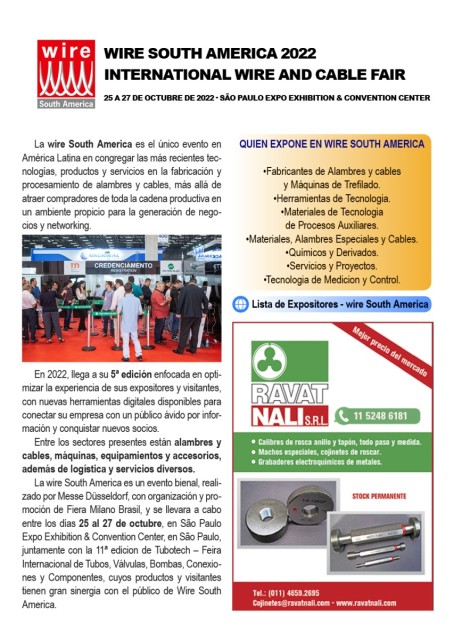 wire
South America
WIRE SOUTH AMERICA 2022
INTERNATIONAL WIRE AND CABLE FAIR
25 A 27 DE OCTUBRE DE 2022 • SÃO PAULO EXPO EXHIBITION & CONVENTION CENTER
La wire South America es el único evento en
América Latina en congregar las más recientes tec-
nologías, productos y servicios en la fabricación y
procesamiento de alambres y cables, más allá de
atraer compradores de toda la cadena productiva en
un ambiente propicio para la generación de nego-
cios y networking.
CREDENCIAMENTO
En 2022, llega a su 5ª edición enfocada en opti-
mizar la experiencia de sus expositores y visitantes,
con nuevas herramientas digitales disponibles para
conectar su empresa con un público ávido por infor-
mación y conquistar nuevos socios.
Entre los sectores presentes están alambres y
cables, máquinas, equipamientos y accesorios,
además de logística y servicios diversos.
La wire South America es un evento bienal, reali-
zado por Messe Düsseldorf, con organización y pro-
moción de Fiera Milano Brasil, y se llevara a cabo
entre los días 25 al 27 de octubre, en São Paulo
Expo Exhibition & Convention Center, en São Paulo,
juntamente con la 11ª edicion de Tubotech – Feira
Internacional de Tubos, Válvulas, Bombas, Conexio-
nes y Componentes, cuyos productos y visitantes
tienen gran sinergia con el público de Wire South
America.
QUIEN EXPONE EN WIRE SOUTH AMERICA
•Fabricantes de Alambres y cables
y Máquinas de Trefilado.
•Herramientas de Tecnología.
•Materiales de Tecnologia
de Procesos Auxiliares.
•Materiales, Alambres Especiales y Cables.
•Químicos y Derivados.
•Servicios y Proyectos.
•Tecnologia de Medicion y Control.
Lista de Expositores - wire South America
Mejor precio del mercado
RAVAT
NALI S.R.L.
11 5248 6181
• Calibres de rosca anillo y tapón, todo paso y medida.
• Machos especiales, cojinetes de roscar.
• Grabadores electroquímicos de metales.
STOCK PERMANENTE
Tel.: (011) 4859.2695
Cojinetes@ravatnali.com - www.ravatnali.com